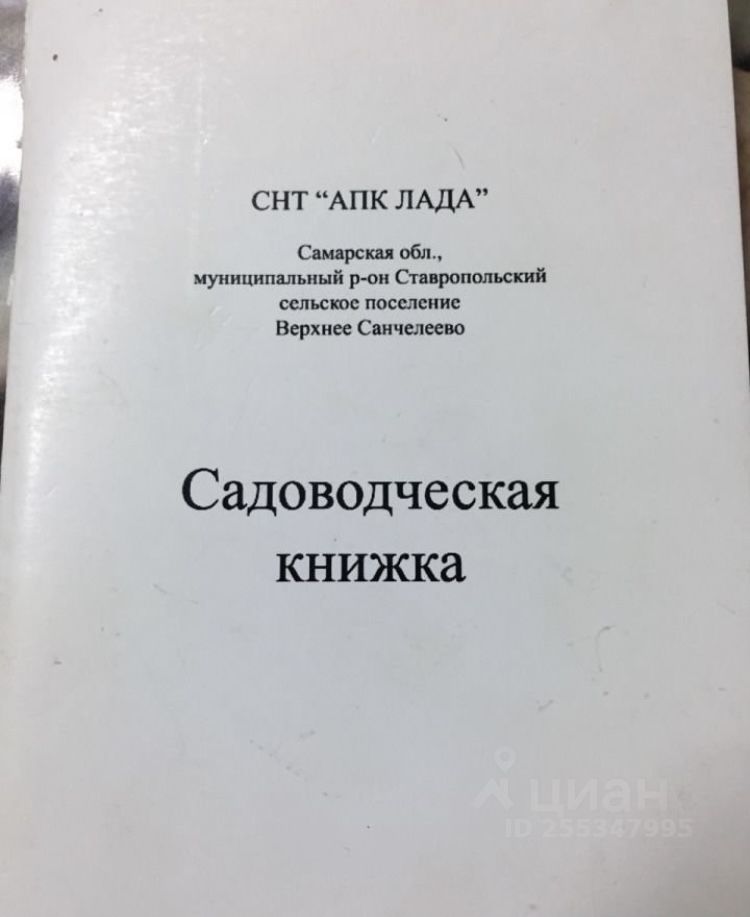 СНТ “АПК ЛАДА”
Самарская обл.,
муниципальный р-он Ставропольский
сельское поселение
Верхнее Санчелеево
Садоводческая
книжка
циан
ID 255347995